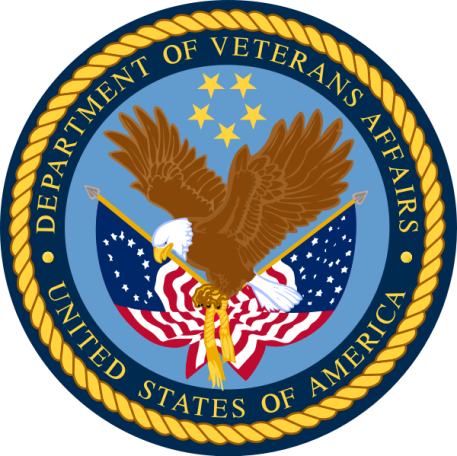 DEPARTMENT OF VETERANS AFFAIRS
UNITED STATES OF AMERICA